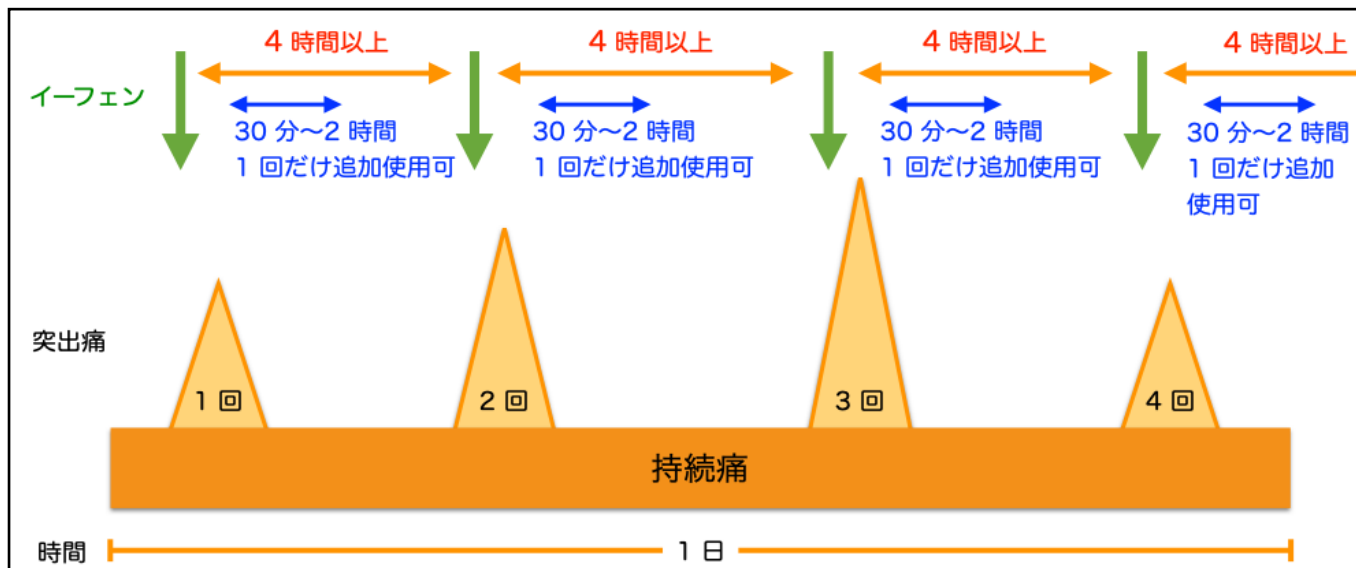 4 時間以上
4 時間以上
4 時間以上
4 時間以上
イーフェン
30 分〜2 時間
1 回だけ追加使用可
30 分〜2 時間
1 回だけ追加使用可
30 分〜2 時間
1 回だけ追加使用可
30 分〜2 時間
1 回だけ追加
使用可
突出痛
1 回
2 回
3 回
4 回
持続痛
時間
1 日